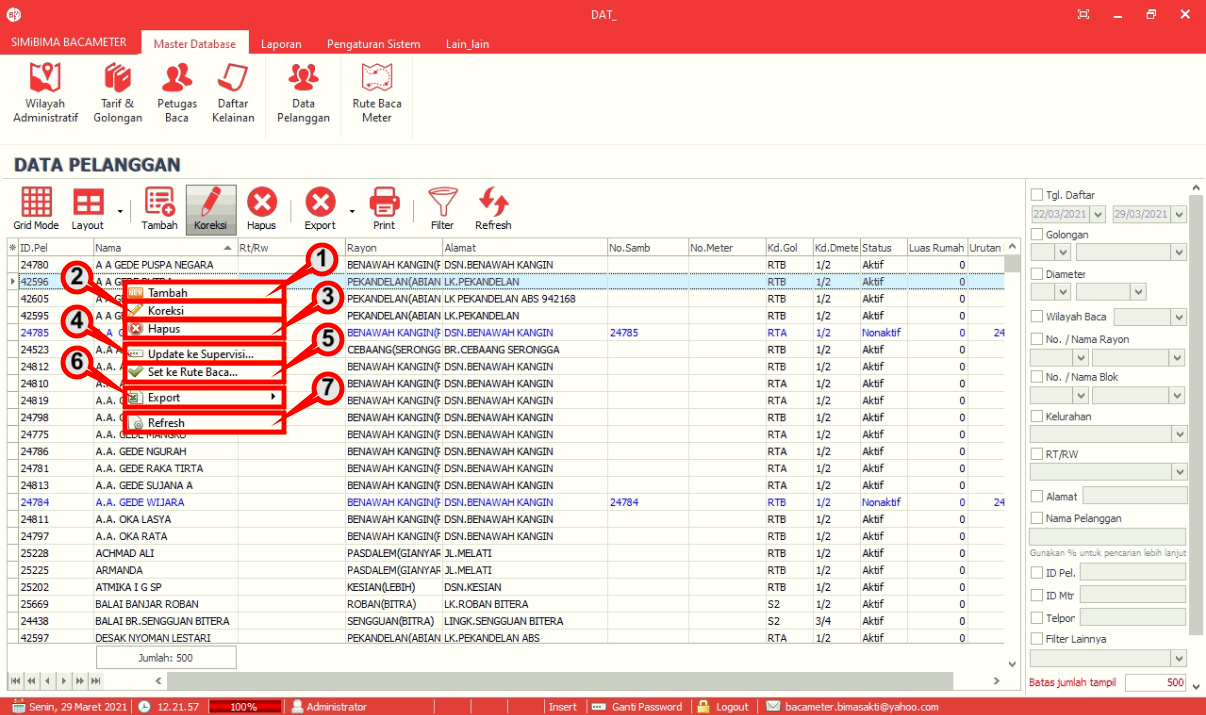 DAT_
SIMiBIMA BACAMETER Master Database Laporan Pengaturan Sistem Lain_lain
Wilayah Administratif Tarif & Golongan Petugas Baca Daftar Kelainan Data Pelanggan Rute Baca Meter
DATA PELANGGAN
Grid Mode Layout Tambah Koreksi Hapus Export Print Filter Refresh
ID.Pel Nama Rt/Rw Rayon Alamat No.Samb No.Meter Kd.Gol Kd.Dmete Status Luas Rumah Urutan
24780 A A GEDE PUSPA NEGARA BENAWAH KANGIN( DSN.BENAWAH KANGIN RTB 1/2 Aktif 0
42596 A A GEDE PUTRA PEKANDELAN(ABIAN LK.PEKANDELAN RTB 1/2 Aktif 0
42605 PEKANDELAN(ABIAN LK PEKANDELAN ABS 942168 RTB 1/2 Aktif 0
42595 PEKANDELAN(ABIAN LK.PEKANDELAN RTB 1/2 Aktif 0
24785 BENAWAH KANGIN( DSN.BENAWAH KANGIN 24785 RTA 1/2 Nonaktif 0 24
24523 CEBAANG(SERONGG BR.CEBAANG SERONGGA RTB 1/2 Aktif 0
24812 BENAWAH KANGIN( DSN.BENAWAH KANGIN RTB 1/2 Aktif 0
24810 BENAWAH KANGIN( DSN.BENAWAH KANGIN RTA 1/2 Aktif 0
24819 A.A. BENAWAH KANGIN( DSN.BENAWAH KANGIN RTA 1/2 Aktif 0
24798 A.A. BENAWAH KANGIN( DSN.BENAWAH KANGIN RTB 1/2 Aktif 0
24775 A.A. GEDE MANGKU BENAWAH KANGIN( DSN.BENAWAH KANGIN RTA 1/2 Aktif 0
24786 A.A. GEDE NGURAH BENAWAH KANGIN( DSN.BENAWAH KANGIN RTA 1/2 Aktif 0
24781 A.A. GEDE RAKA TIRTA BENAWAH KANGIN( DSN.BENAWAH KANGIN RTA 1/2 Aktif 0
24813 A.A. GEDE SUJANA A BENAWAH KANGIN( DSN.BENAWAH KANGIN RTA 1/2 Aktif 0
24784 A.A. GEDE WIJARA BENAWAH KANGIN( DSN.BENAWAH KANGIN 24784 RTB 1/2 Nonaktif 0 24
24811 A.A. OKA LASYA BENAWAH KANGIN( DSN.BENAWAH KANGIN RTB 1/2 Aktif 0
24797 A.A. OKA RATA BENAWAH KANGIN( DSN.BENAWAH KANGIN RTB 1/2 Aktif 0
25228 ACHMAD ALI PASDALEM(GIANYAR JL.MELATI RTB 1/2 Aktif 0
25225 ARMANDA PASDALEM(GIANYAR JL.MELATI RTB 1/2 Aktif 0
25202 ATMIKA I G SP KESIAN(LEBIH) DSN.KESIAN RTB 1/2 Aktif 0
25669 BALAI BANJAR ROBAN ROBAN(BITRA) LK.ROBAN BITERA S2 1/2 Aktif 0
24438 BALAI BR.SENGGUAN BITERA SENGGUAN(BITRA) LINGK.SENGGUAN BITERA S2 3/4 Aktif 0
42597 DESAK NYOMAN LESTARI PEKANDELAN(ABIAN LK.PEKANDELAN ABS RTA 1/2 Aktif 0
Jumlah: 500
1
2
3
4
5
6
7
Tambah
Koreksi
Hapus
Update ke Supervisi...
Set ke Rute Baca...
Export
Refresh
Tgl. Daftar
22/03/2021 29/03/2021
Golongan
Diameter
Wilayah Baca
No. / Nama Rayon
No. / Nama Blok
Kelurahan
RT/RW
Alamat
Nama Pelanggan
Gunakan % untuk pencarian lebih lanjut
ID Pel.
ID Mtr
Telpor
Filter Lainnya
Batas jumlah tampil 500
Senin, 29 Maret 2021 12.21.57 100% Administrator Insert Ganti Password Logout bacameter.bimasakti@yahoo.com